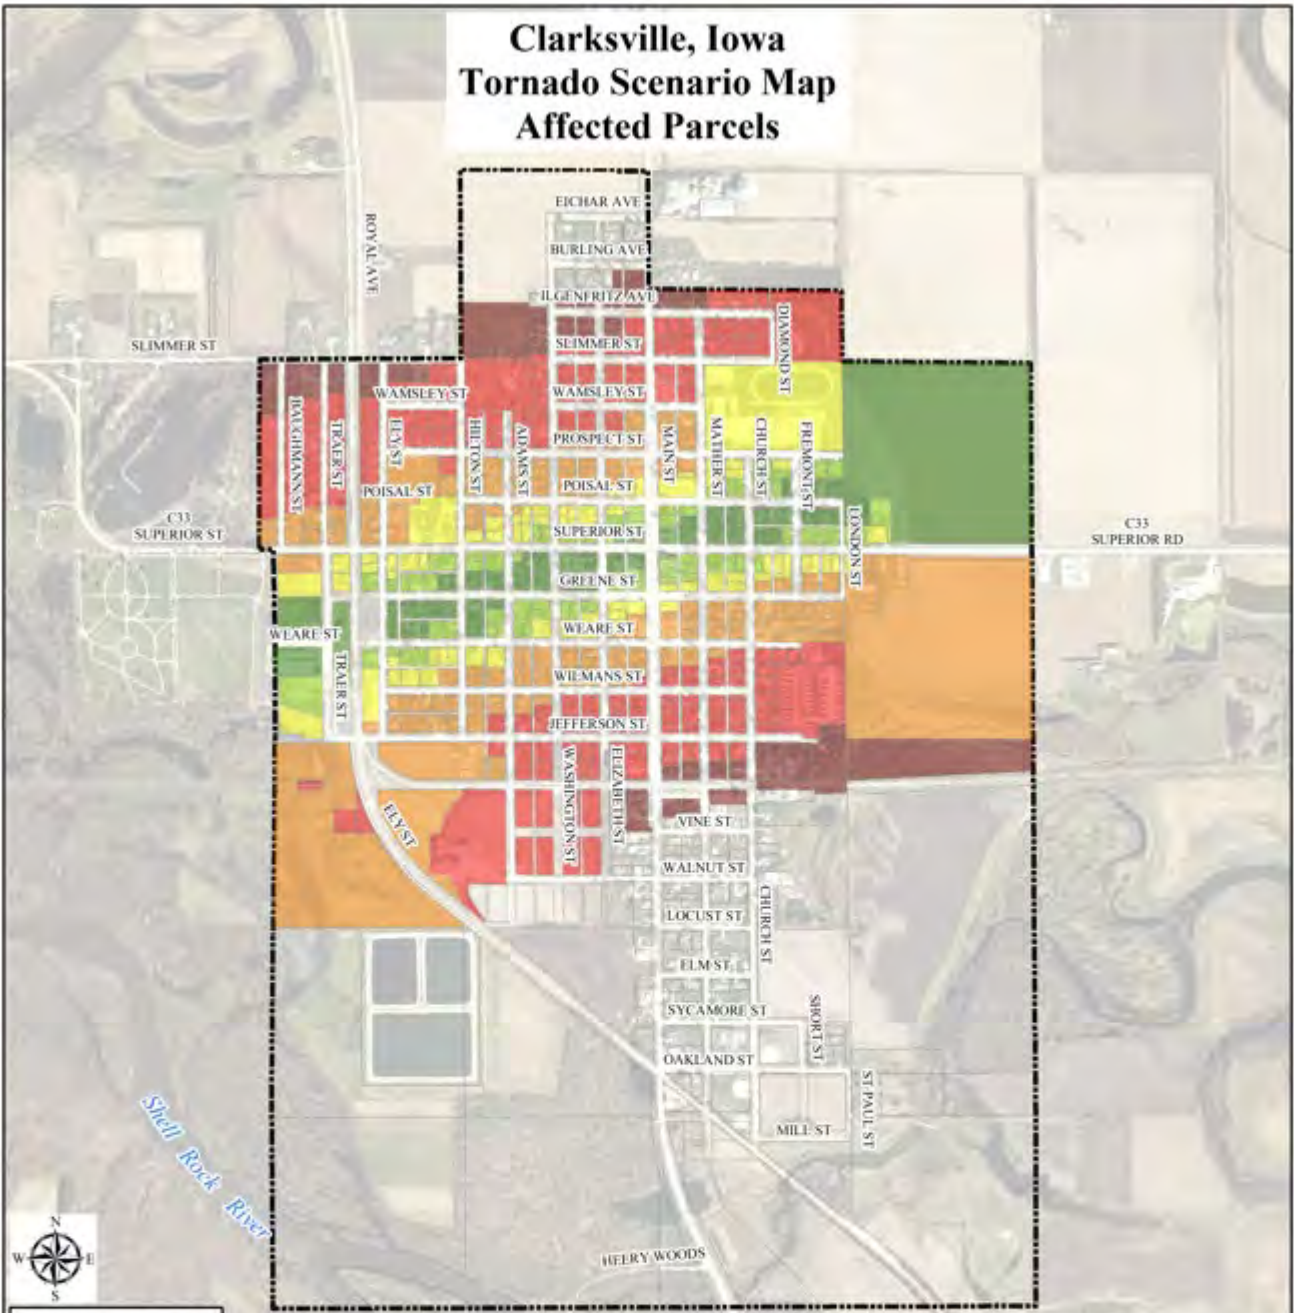 Clarksville, Iowa
Tornado Scenario Map
Affected Parcels
EICHAR AVE
ROYAL AVE
BURLING AVE
ILGENFRITZ AVE
DIAMOND ST
SLIMMER ST
SLIMMER ST
WAMSLEY ST
WAMSLEY ST
BAUGHMANN ST
TRAER ST
ELY ST
HILTON ST
ADAMS ST
PROSPECT ST
MAIN ST
MATHER ST
CHURCH ST
FREMONT ST
POISAL ST
POISAL ST
LONDON ST
C33
SUPERIOR ST
SUPERIOR ST
C33
SUPERIOR RD
GREENE ST
WEARE ST
WEARE ST
TRAER ST
WILMANS ST
JEFFERSON ST
WASHINGTON ST
ELIZABETH ST
ELY ST
VINE ST
WALNUT ST
CHURCH ST
LOCUST ST
ELM ST
SYCAMORE ST
SHORT ST
OAKLAND ST
ST PAUL ST
MILL ST
Shell Rock River
HEERY WOODS
N
W E
S